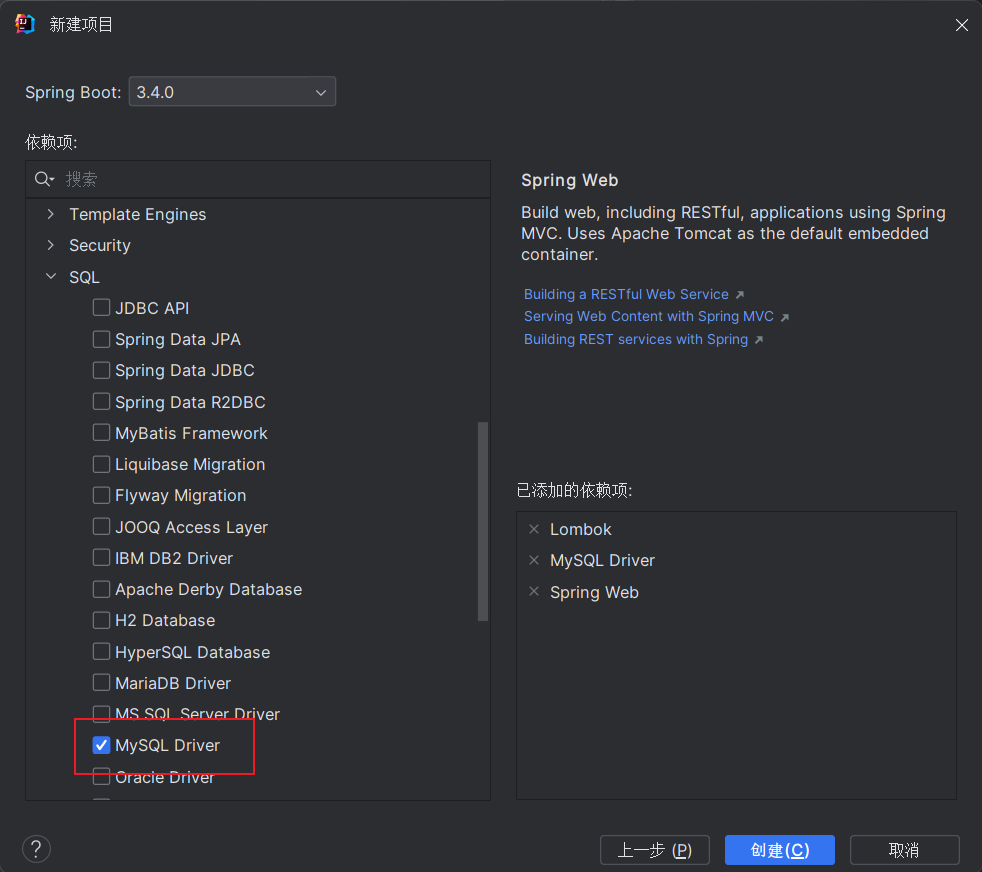 新建项目
Spring Boot: 3.4.0
依赖项:
搜索
Template Engines
Security
SQL
JDBC API
Spring Data JPA
Spring Data JDBC
Spring Data R2DBC
MyBatis Framework
Liquibase Migration
Flyway Migration
JOOQ Access Layer
IBM DB2 Driver
Apache Derby Database
H2 Database
HyperSQL Database
MariaDB Driver
MS SQL Server Driver
MySQL Driver
Oracle Driver
Spring Web
Build web, including RESTful, applications using Spring
MVC. Uses Apache Tomcat as the default embedded
container.
Building a RESTful Web Service ↗
Serving Web Content with Spring MVC ↗
Building REST services with Spring ↗
已添加的依赖项:
× Lombok
× MySQL Driver
× Spring Web
? 上一步 (P) 创建(C) 取消